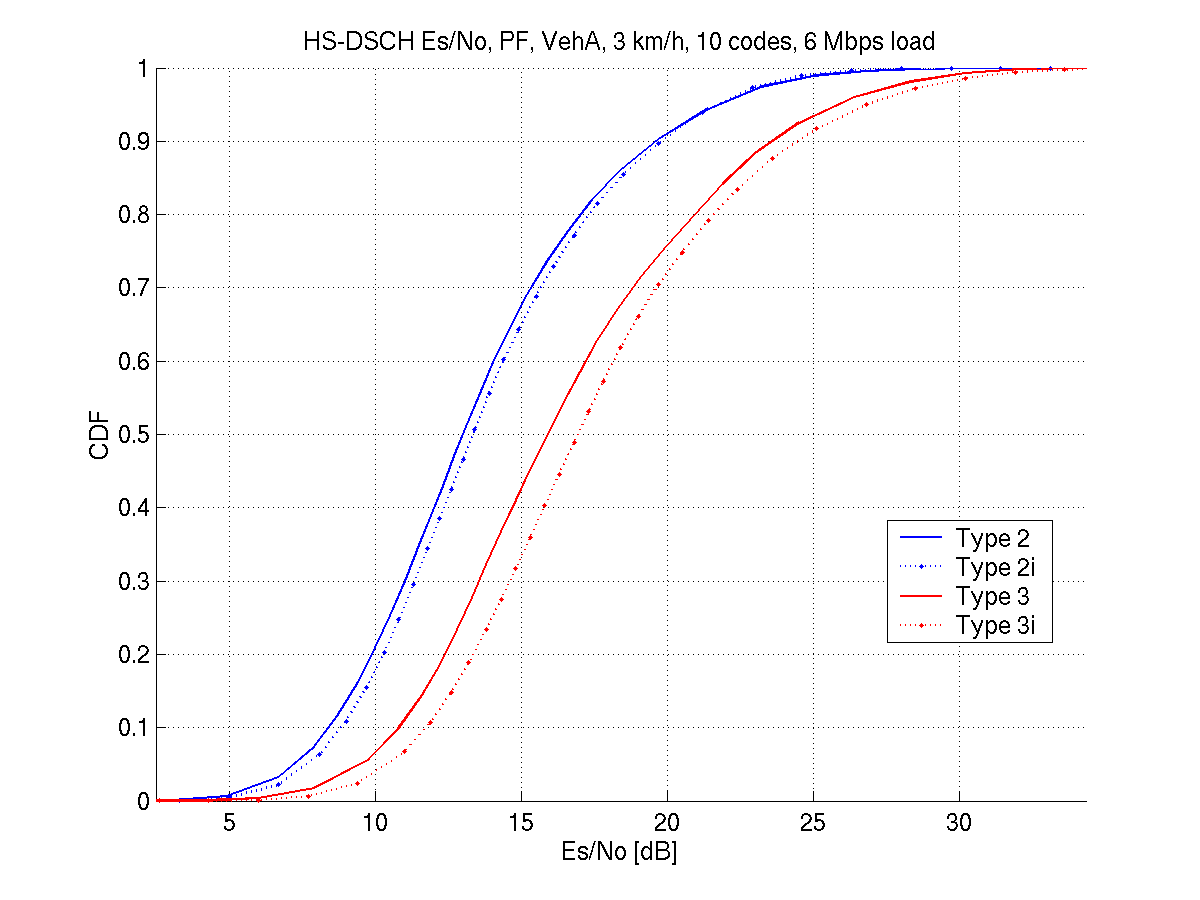 HS-DSCH Es/No, PF, VehA, 3 km/h, 10 codes, 6 Mbps load
1
0.9
0.8
0.7
0.6
0.5
0.4
0.3
0.2
0.1
0
CDF
Type 2
Type 2i
Type 3
Type 3i
5 10 15 20 25 30
Es/No [dB]